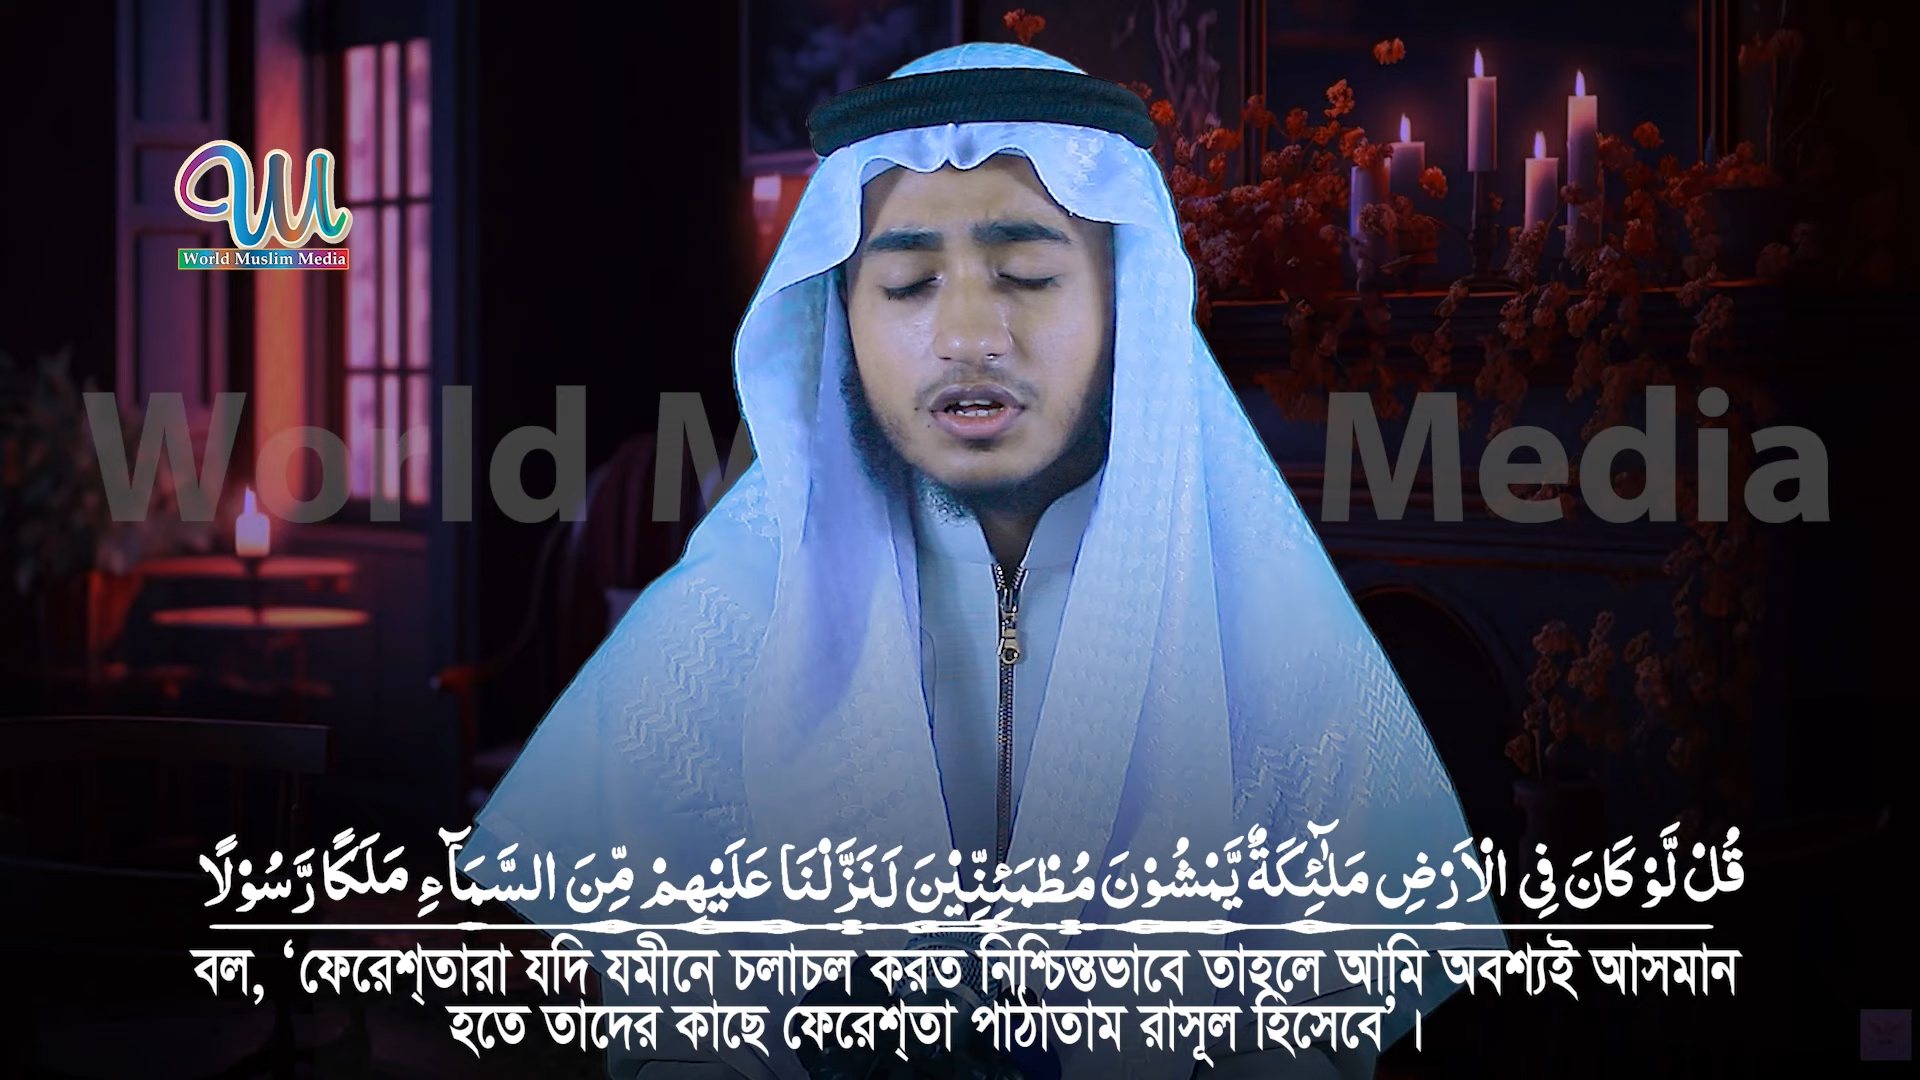 World Muslim Media
World M Media
قُلْ لَّوْ كَانَ فِی الْاَرْضِ مَلٰٓئِكَةٌ یَّمْشُوْنَ مُطْمَئِنِّیْنَ لَنَزَّلْنَا عَلَیْهِمْ مِّنَ السَّمَآءِ مَلَكًا رَّسُوْلًا
বল, ‘ফেরেশ্‌তারা যদি যমীনে চলাচল করত নিশ্চিন্তভাবে তাহলে আমি অবশ্যই আসমান
হতে তাদের কাছে ফেরেশ্‌তা পাঠাতাম রাসূল হিসেবে’।